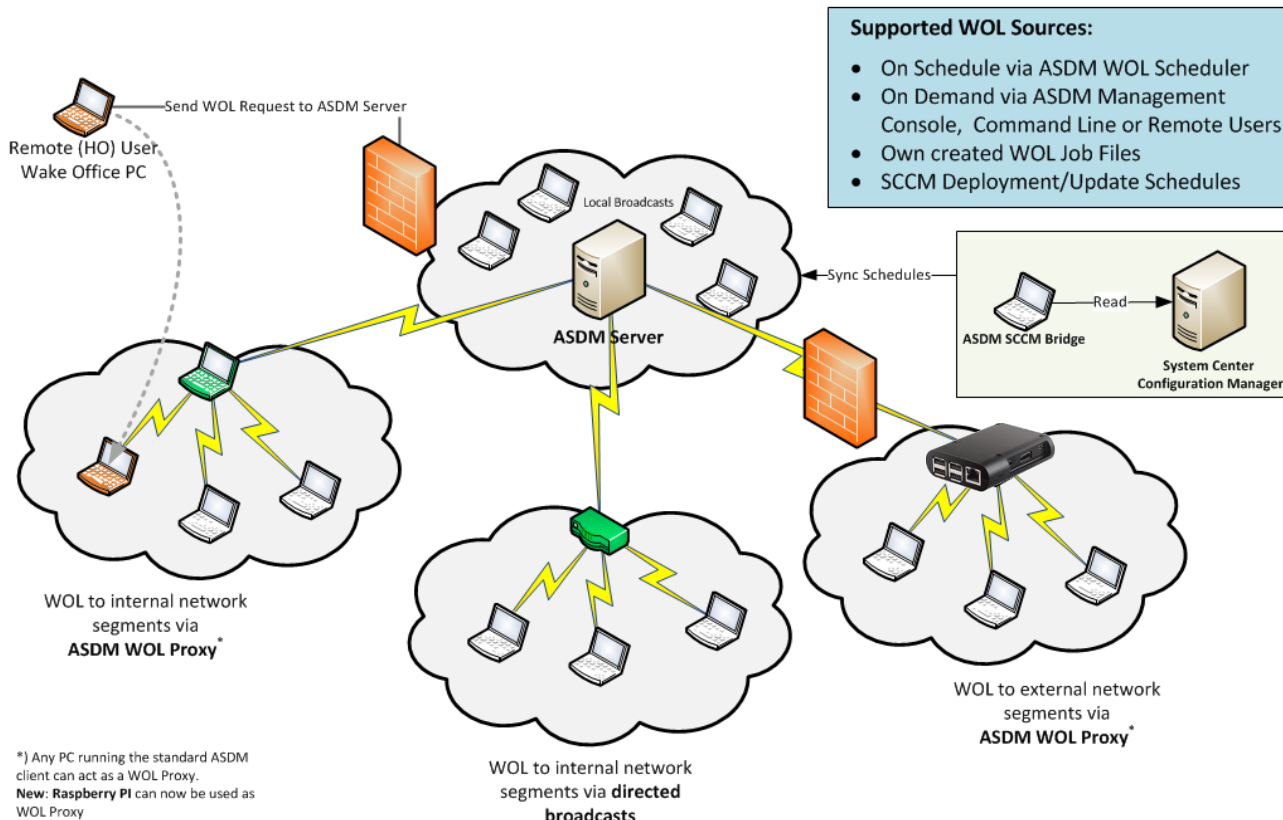 Supported WOL Sources:
• On Schedule via ASDM WOL Scheduler
• On Demand via ASDM Management
Console, Command Line or Remote Users
• Own created WOL Job Files
• SCCM Deployment/Update Schedules
Send WOL Request to ASDM Server
Remote (HO) User
Wake Office PC
Local Broadcasts
ASDM Server
Sync Schedules
Read
ASDM SCCM Bridge
System Center
Configuration Manager
WOL to internal network
segments via
ASDM WOL Proxy*
WOL to internal network
segments via directed
broadcasts
WOL to external network
segments via
ASDM WOL Proxy*
*) Any PC running the standard ASDM
client can act as a WOL Proxy.
New: Raspberry PI can now be used as
WOL Proxy